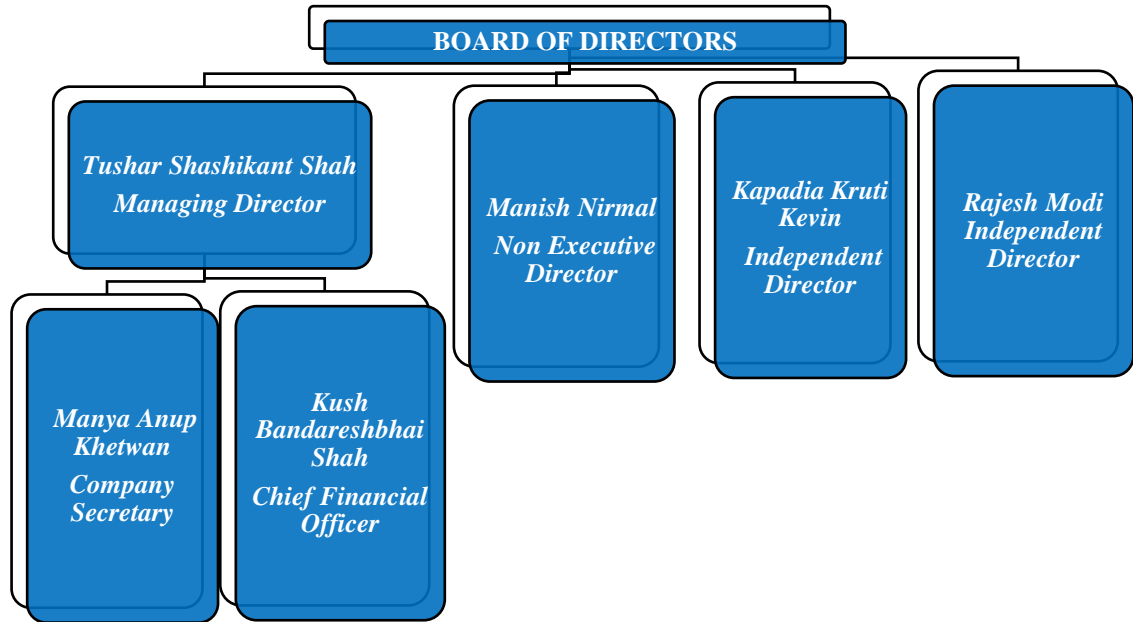 BOARD OF DIRECTORS
Tushar Shashikant Shah
Managing Director
Manish Nirmal
Non Executive
Director
Kapadia Kruti
Kevin
Independent
Director
Rajesh Modi
Independent
Director
Manya Anup
Khetwan
Company
Secretary
Kush
Bandareshbhai
Shah
Chief Financial
Officer